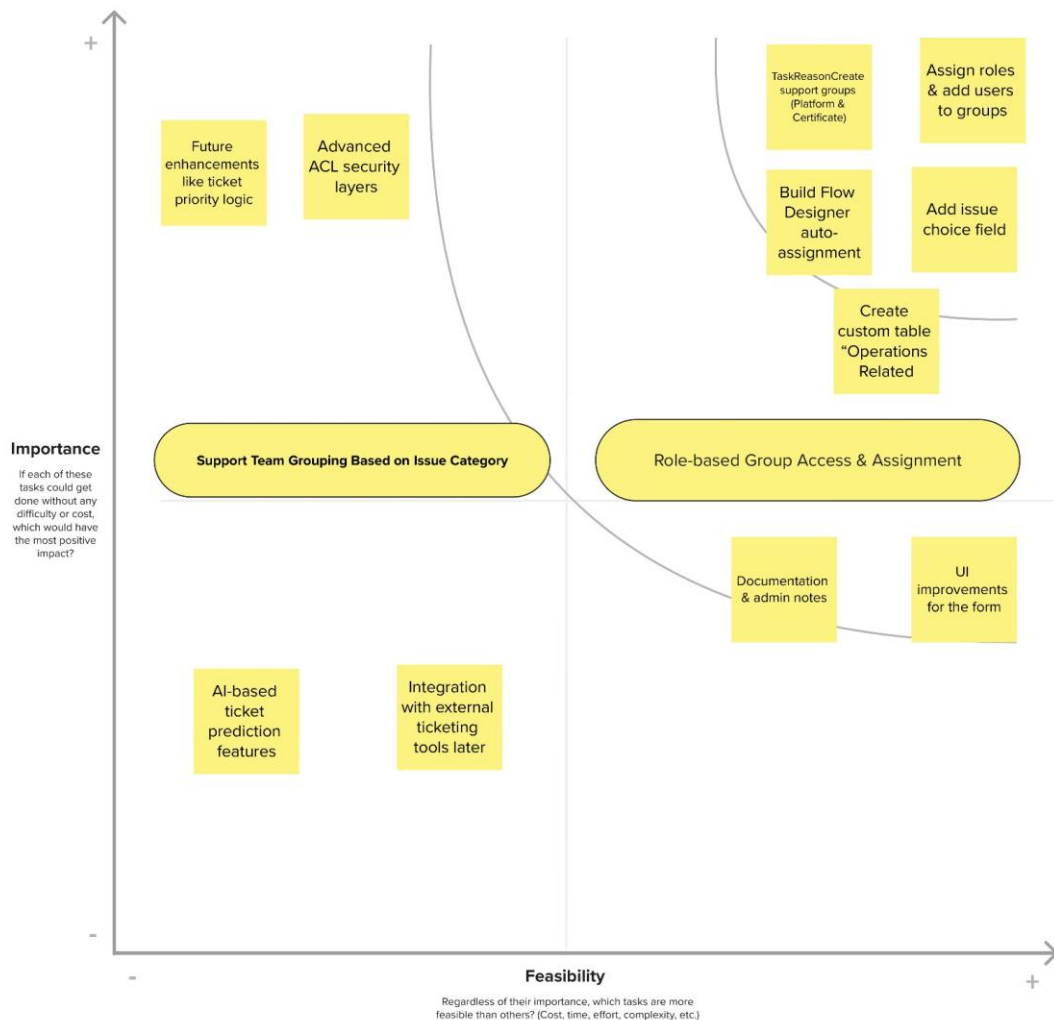 +
TaskReasonCreate
support groups
(Platform &
Certificate)
Assign roles
& add users
to groups
Future
enhancements
like ticket
priority logic
Advanced
ACL security
layers
Build Flow
Designer
auto-
assignment
Add issue
choice field
Create
custom table
“Operations
Related
Importance
If each of these
tasks could get
done without any
difficulty or cost,
which would have
the most positive
impact?
Support Team Grouping Based on Issue Category
Role-based Group Access & Assignment
Documentation
& admin notes
UI
improvements
for the form
AI-based
ticket
prediction
features
Integration
with external
ticketing
tools later
-
-
Feasibility
+
Regardless of their importance, which tasks are more
feasible than others? (Cost, time, effort, complexity, etc.)